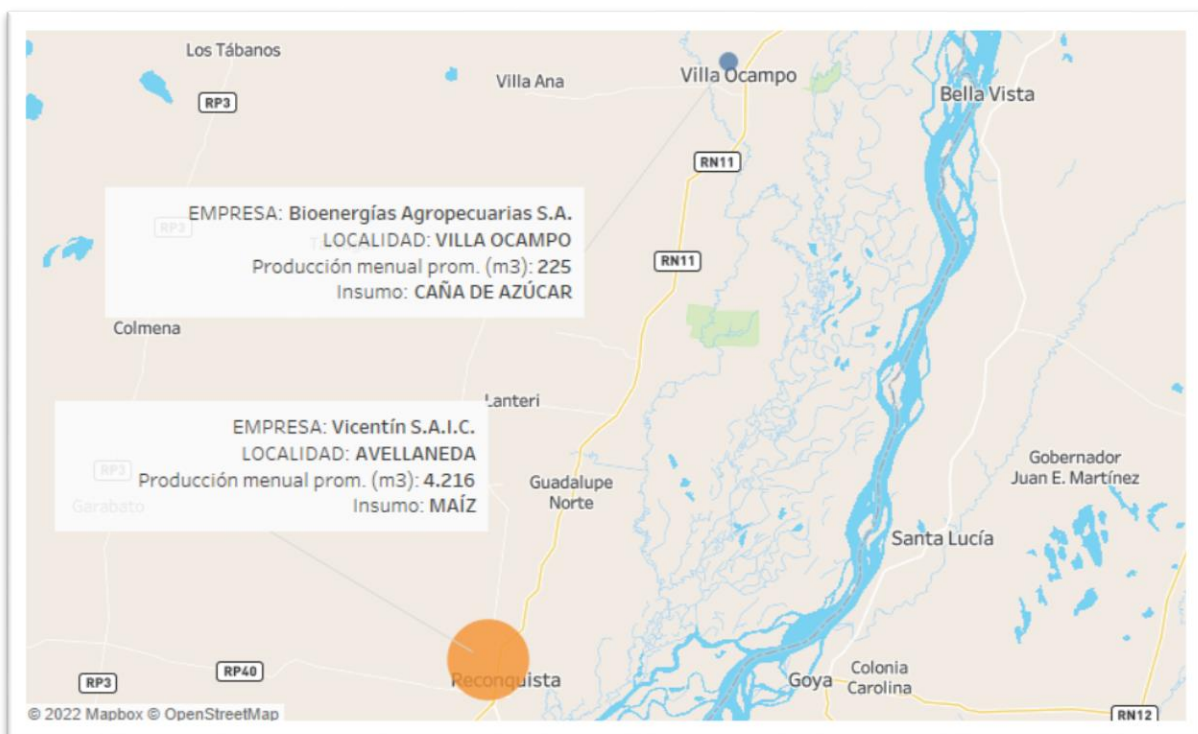 Los Tábanos
Villa Ana
Villa Ocampo
Bella Vista
RP3
RN11
EMPRESA: Bioenergías Agropecuarias S.A.
RP3
LOCALIDAD: VILLA OCAMPO
Producción menual prom. (m3): 225
Insumo: CAÑA DE AZÚCAR
RN11
Colmena
Lanteri
EMPRESA: Vicentín S.A.I.C.
LOCALIDAD: AVELLANEDA
RP3
Producción menual prom. (m3): 4.216
Garabato
Insumo: MAÍZ
Guadalupe
Norte
Gobernador
Juan E. Martínez
Santa Lucía
RP3
RP40
Reconquista
Goya
Colonia
Carolina
RN12
© 2022 Mapbox © OpenStreetMap